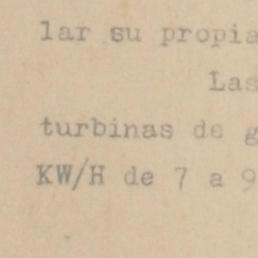 lar su propia
Las
turbinas de g
KW/H de 7 a 9